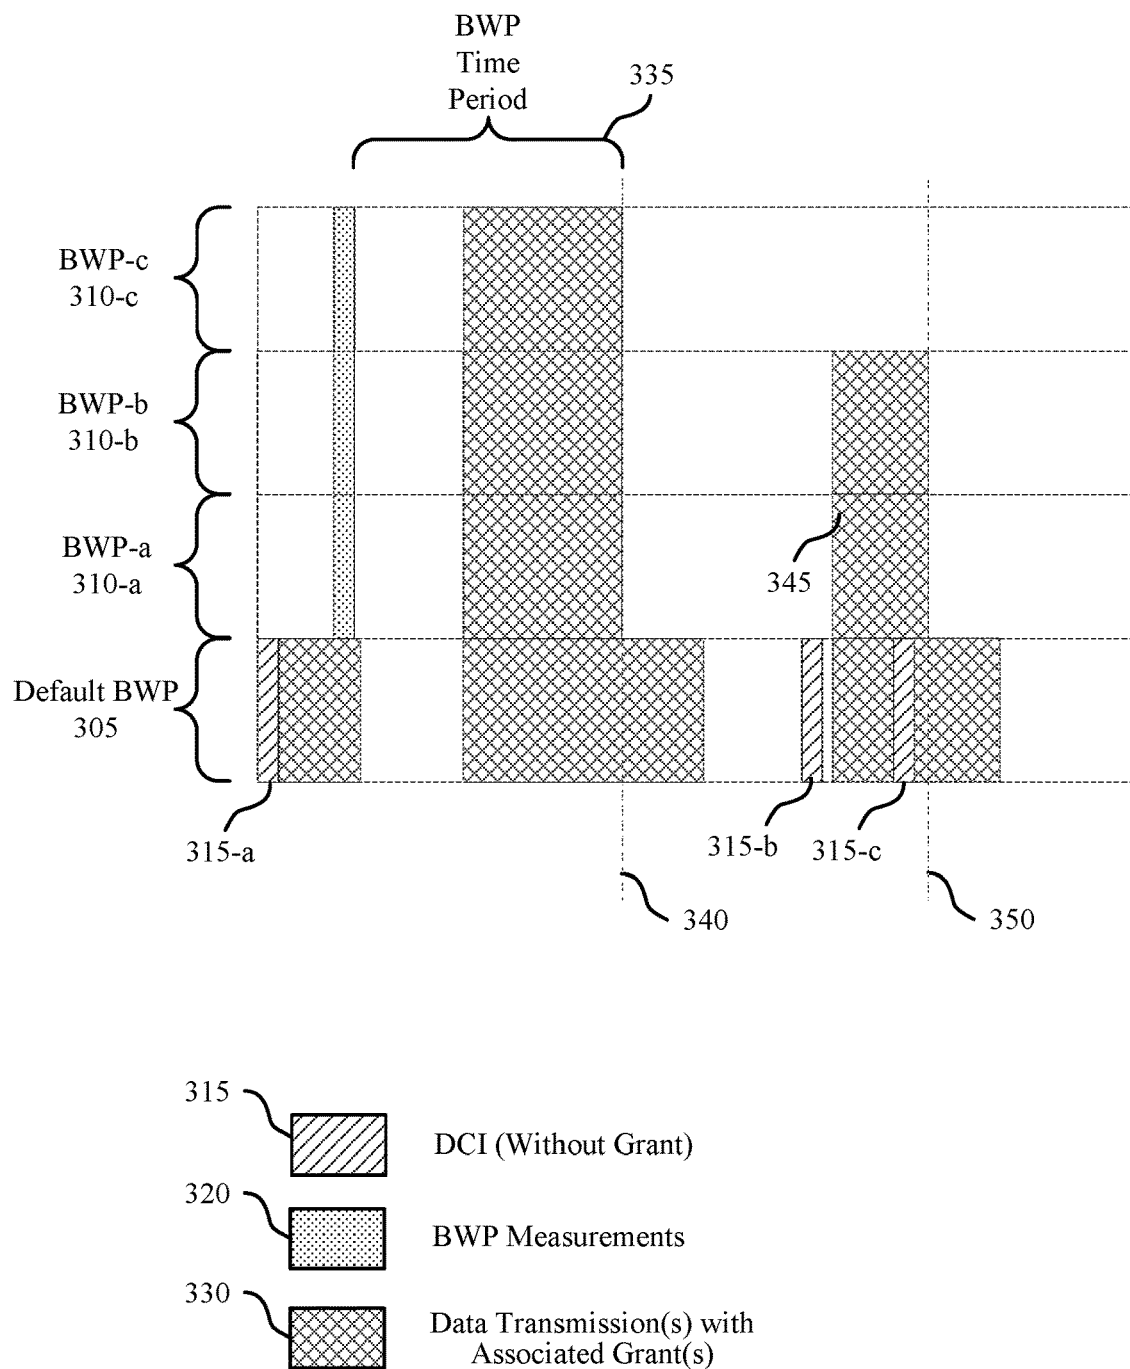 BWP
Time
Period
335
BWP-c
310-c
BWP-b
310-b
BWP-a
310-a
345
Default BWP
305
315-a
315-b
315-c
340
350
315
DCI (Without Grant)
320
BWP Measurements
330
Data Transmission(s) with
Associated Grant(s)